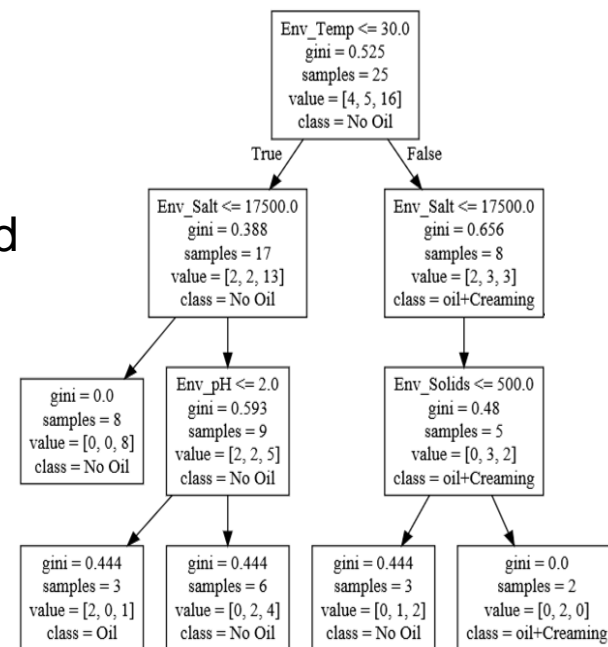 Env_Temp <= 30.0
gini = 0.525
samples = 25
value = [4, 5, 16]
class = No Oil
True
False
d
Env_Salt <= 17500.0
gini = 0.388
samples = 17
value = [2, 2, 13]
class = No Oil
Env_Salt <= 17500.0
gini = 0.656
samples = 8
value = [2, 3, 3]
class = oil+Creaming
gini = 0.0
samples = 8
value = [0, 0, 8]
class = No Oil
Env_pH <= 2.0
gini = 0.593
samples = 9
value = [2, 2, 5]
class = No Oil
Env_Solids <= 500.0
gini = 0.48
samples = 5
value = [0, 3, 2]
class = oil+Creaming
gini = 0.444
samples = 3
value = [2, 0, 1]
class = Oil
gini = 0.444
samples = 6
value = [0, 2, 4]
class = No Oil
gini = 0.444
samples = 3
value = [0, 1, 2]
class = No Oil
gini = 0.0
samples = 2
value = [0, 2, 0]
class = oil+Creaming